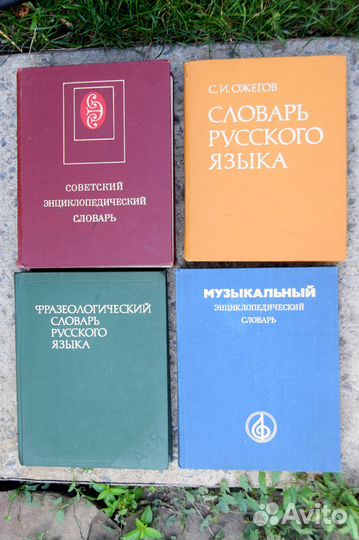 СОВЕТСКИЙ
ЭНЦИКЛОПЕДИЧЕСКИЙ
СЛОВАРЬ
С. И. ОЖЕГОВ
СЛОВАРЬ
РУССКОГО
ЯЗЫКА
ФРАЗЕОЛОГИЧЕСКИЙ
СЛОВАРЬ
РУССКОГО
ЯЗЫКА
А-Я
МУЗЫКАЛЬНЫЙ
ЭНЦИКЛОПЕДИЧЕСКИЙ
СЛОВАРЬ
Avito